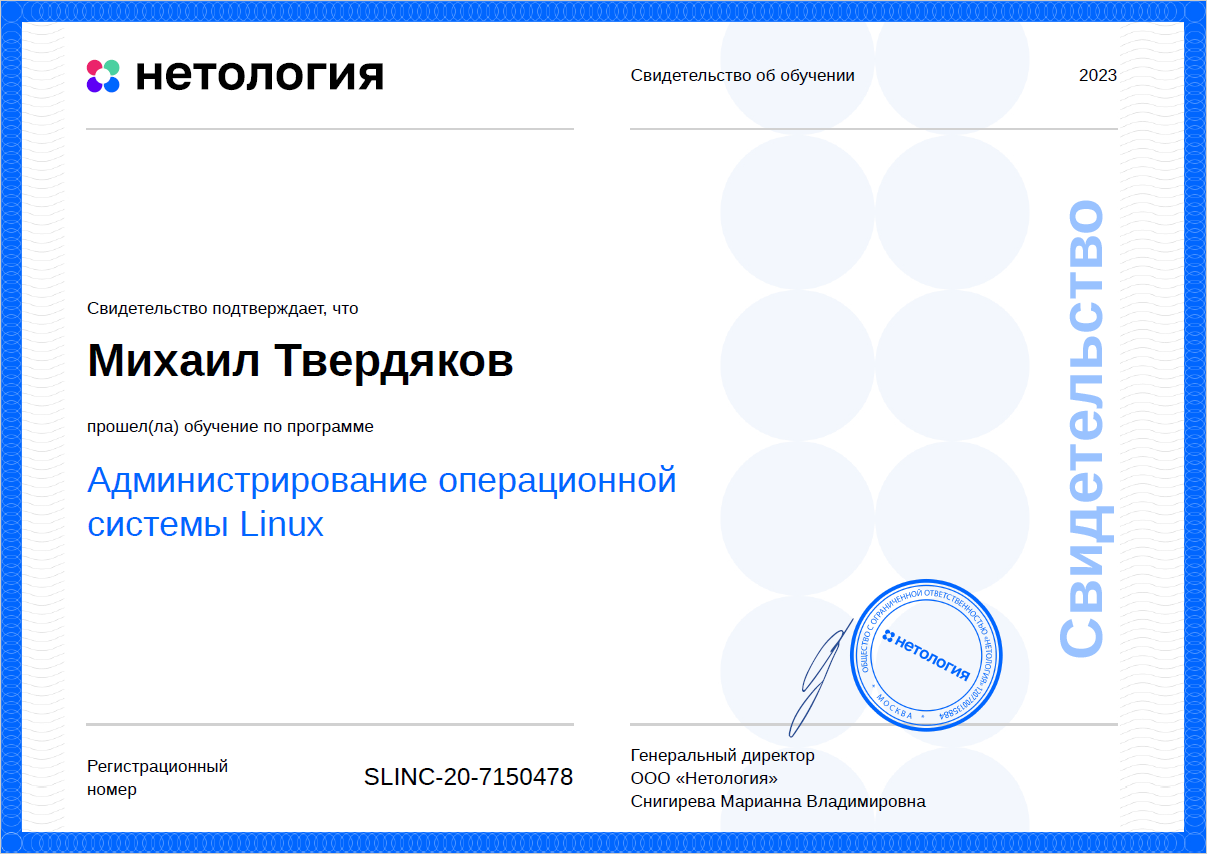 нетология
Свидетельство об обучении
2023
Свидетельство подтверждает, что
Михаил Твердяков
прошел(ла) обучение по программе
Администрирование операционной
системы Linux
Свидетельство
ОБЩЕСТВО С ОГРАНИЧЕННОЙ ОТВЕТСТВЕННОСТЬЮ «НЕТОЛОГИЯ» 1207700135884
* МОСКВА *
нетология
Регистрационный
номер
SLINC-20-7150478
Генеральный директор
ООО «Нетология»
Снигирева Марианна Владимировна